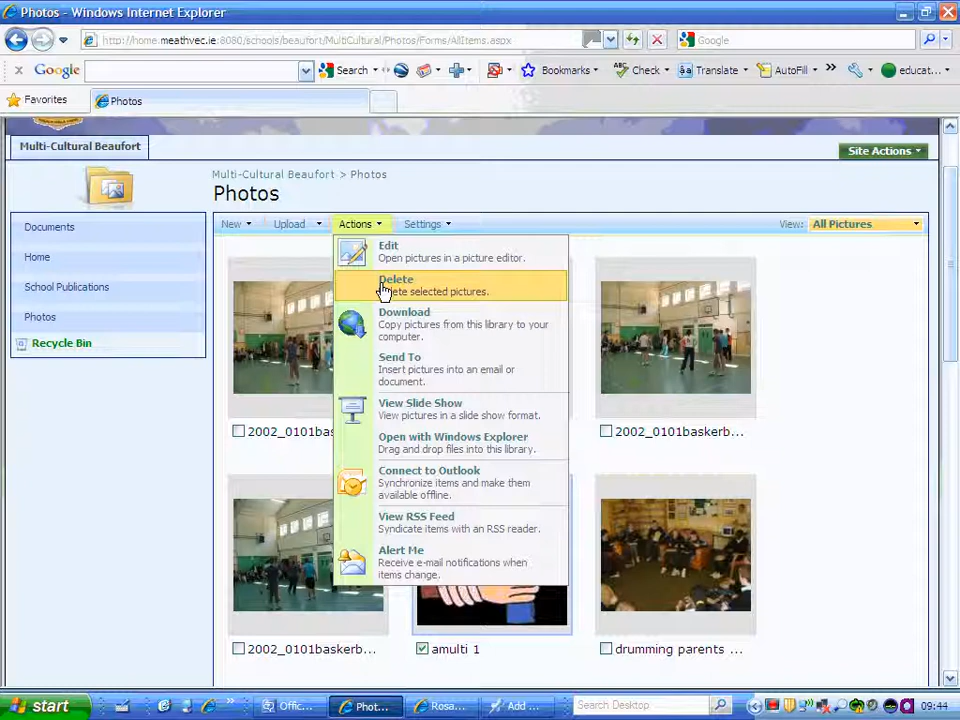 Photos - Windows Internet Explorer
http://home.meathvec.ie:8080/schools/beaufort/MultiCultural/Photos/Forms/AllItems.aspx
Google
Google
Search
Bookmarks
Check
Translate
AutoFill
educat...
Favorites
Photos
Multi-Cultural Beaufort
Site Actions
Multi-Cultural Beaufort > Photos
Photos
New
Upload
Actions
Settings
View:
All Pictures
Documents
Home
School Publications
Photos
Recycle Bin
Edit
Open pictures in a picture editor.
Delete
selected pictures.
Download
Copy pictures from this library to your
computer.
Send To
Insert pictures into an email or
document.
View Slide Show
View pictures in a slide show format.
Open with Windows Explorer
Drag and drop files into this library.
Connect to Outlook
Synchronize items and make them
available offline.
View RSS Feed
Syndicate items with an RSS reader.
Alert Me
Receive e-mail notifications when
items change.
2002_0101bas
2002_0101baskerb...
2002_0101baskerb...
amulti 1
drumming parents ...
start
Offic...
Phot...
Rosa...
Add ...
Search Desktop
09:44